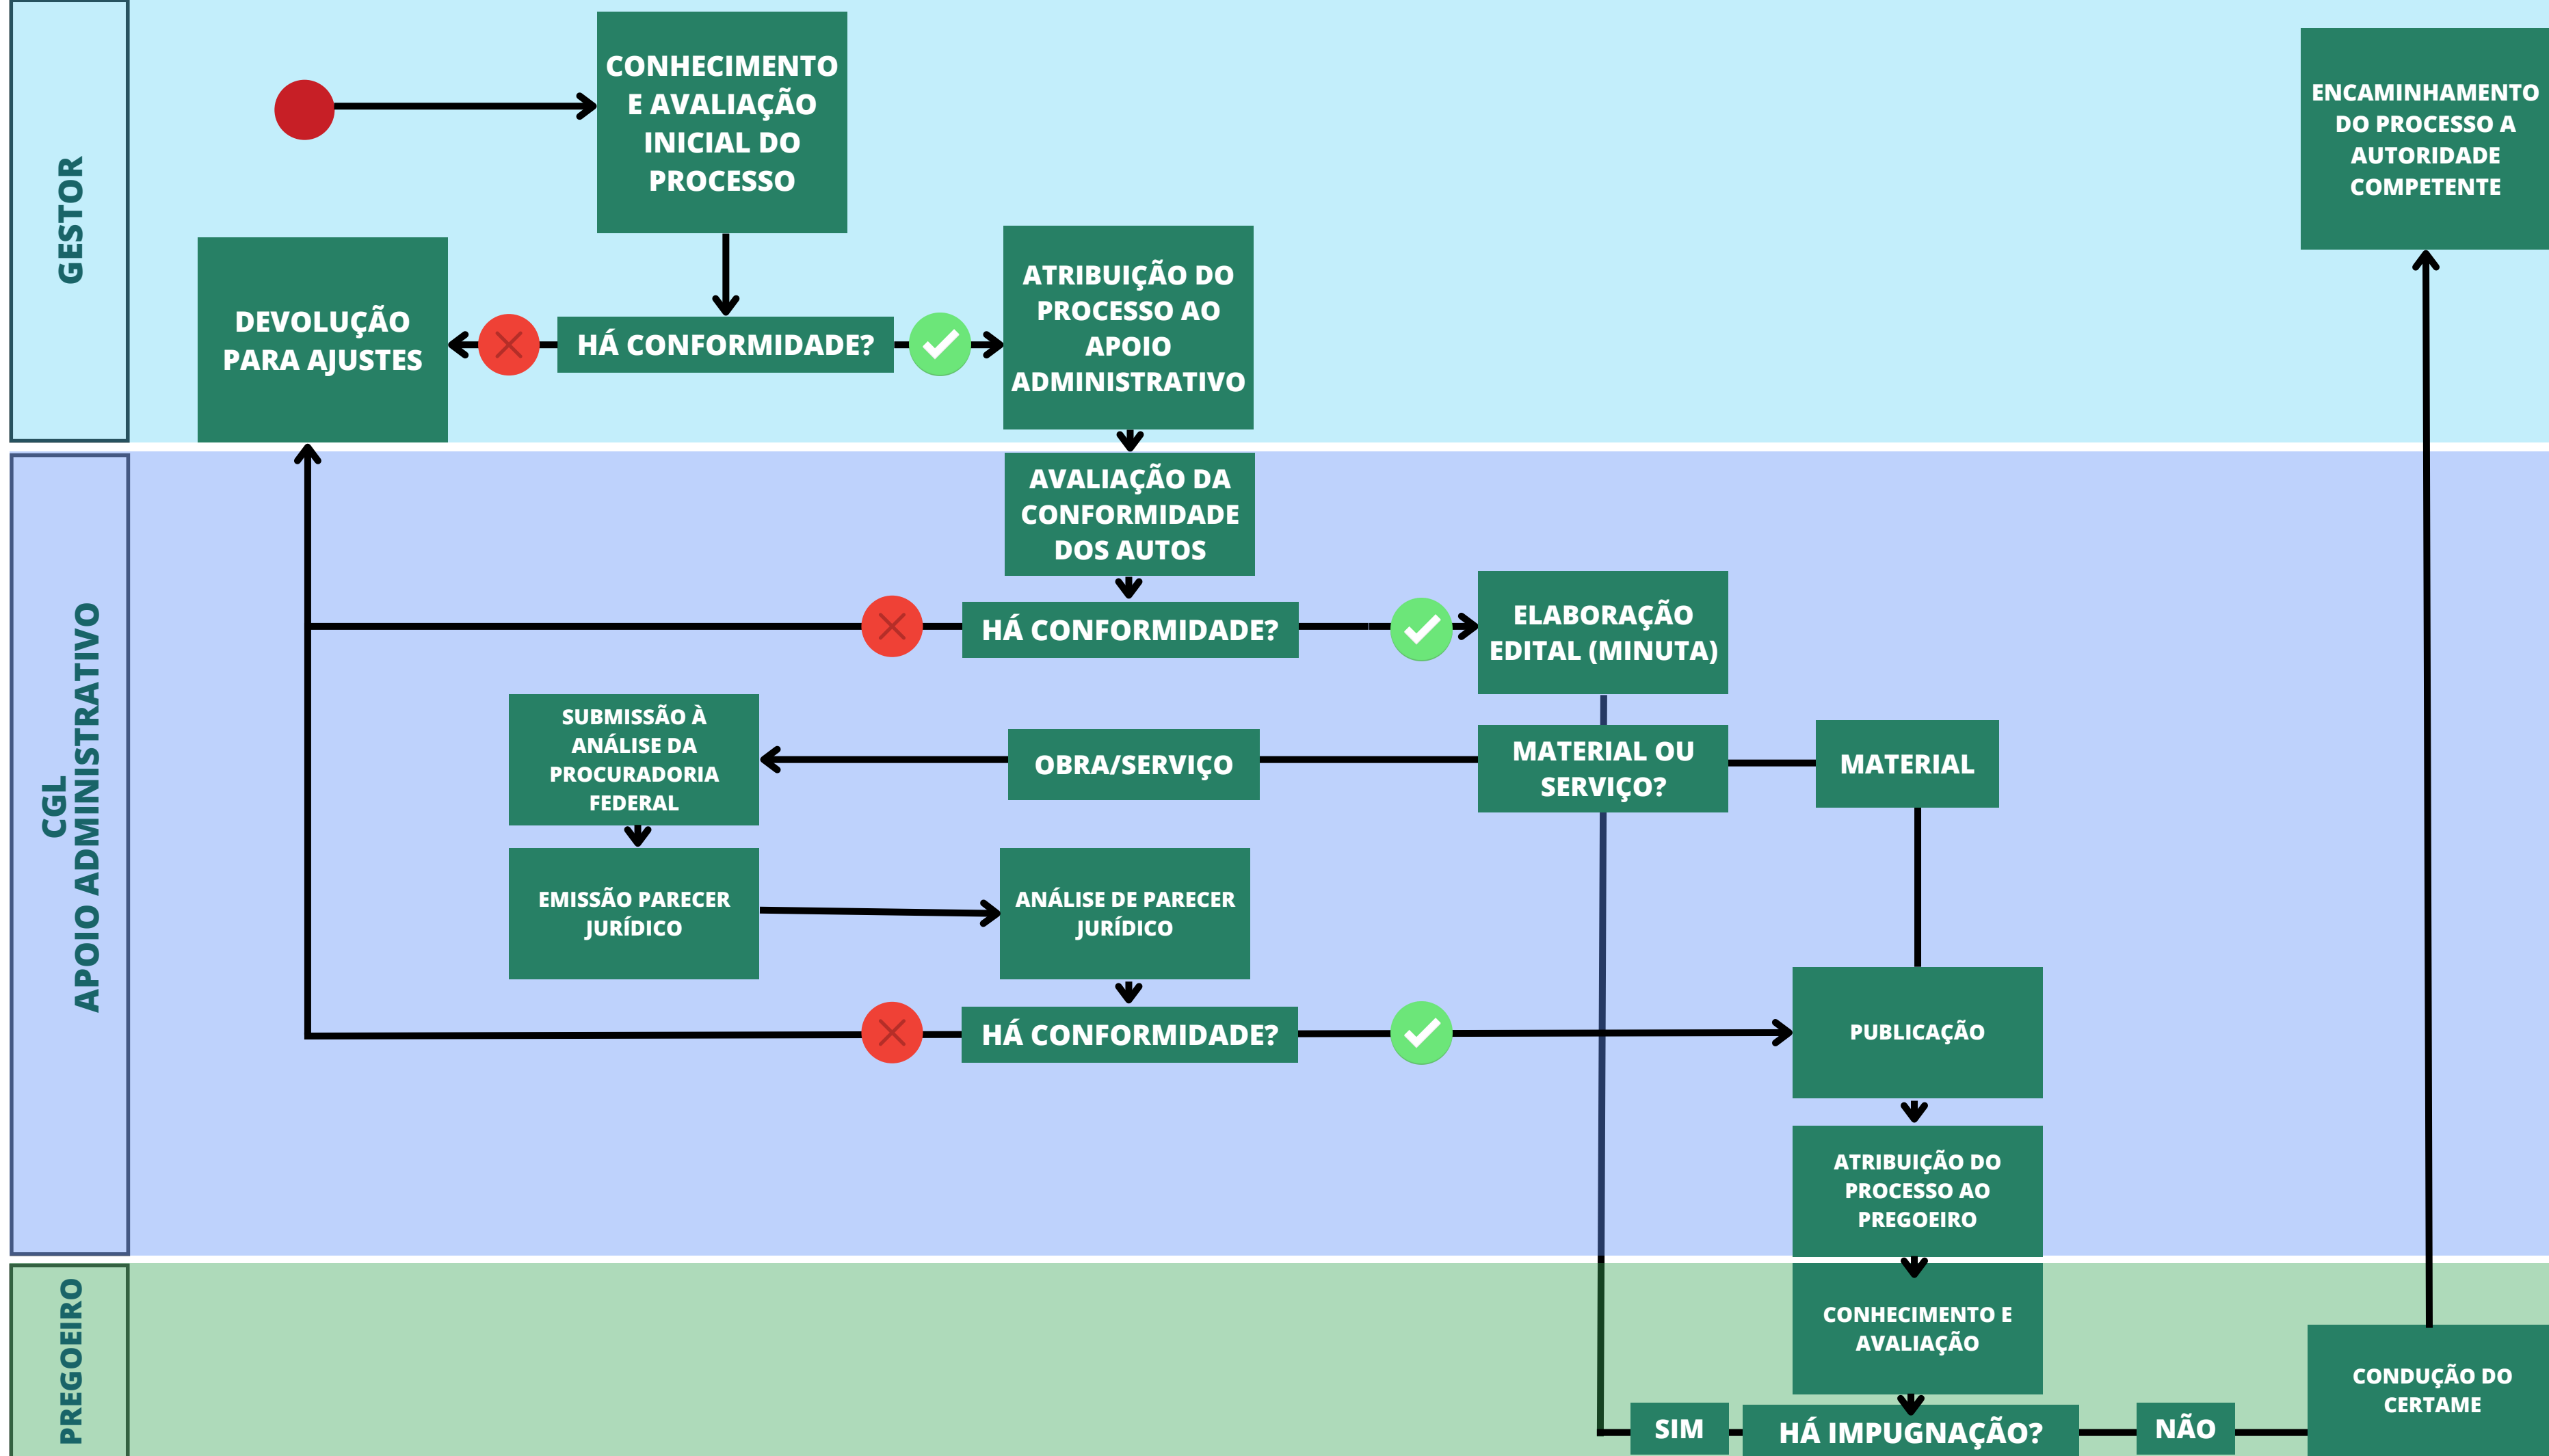 GESTOR
CONHECIMENTO
E AVALIAÇÃO
INICIAL DO
PROCESSO
ENCAMINHAMENTO
DO PROCESSO A
AUTORIDADE
COMPETENTE
DEVOLUÇÃO
PARA AJUSTES
HÁ CONFORMIDADE?
ATRIBUIÇÃO DO
PROCESSO AO
APOIO
ADMINISTRATIVO
CGL
APOIO ADMINISTRATIVO
AVALIAÇÃO DA
CONFORMIDADE
DOS AUTOS
HÁ CONFORMIDADE?
ELABORAÇÃO
EDITAL (MINUTA)
SUBMISSÃO À
ANÁLISE DA
PROCURADORIA
FEDERAL
OBRA/SERVIÇO
MATERIAL OU
SERVIÇO?
MATERIAL
EMISSÃO PARECER
JURÍDICO
ANÁLISE DE PARECER
JURÍDICO
HÁ CONFORMIDADE?
PUBLICAÇÃO
ATRIBUIÇÃO DO
PROCESSO AO
PREGOEIRO
PREGOEIRO
CONHECIMENTO E
AVALIAÇÃO
CONDUÇÃO DO
CERTAME
SIM
HÁ IMPUGNAÇÃO?
NÃO